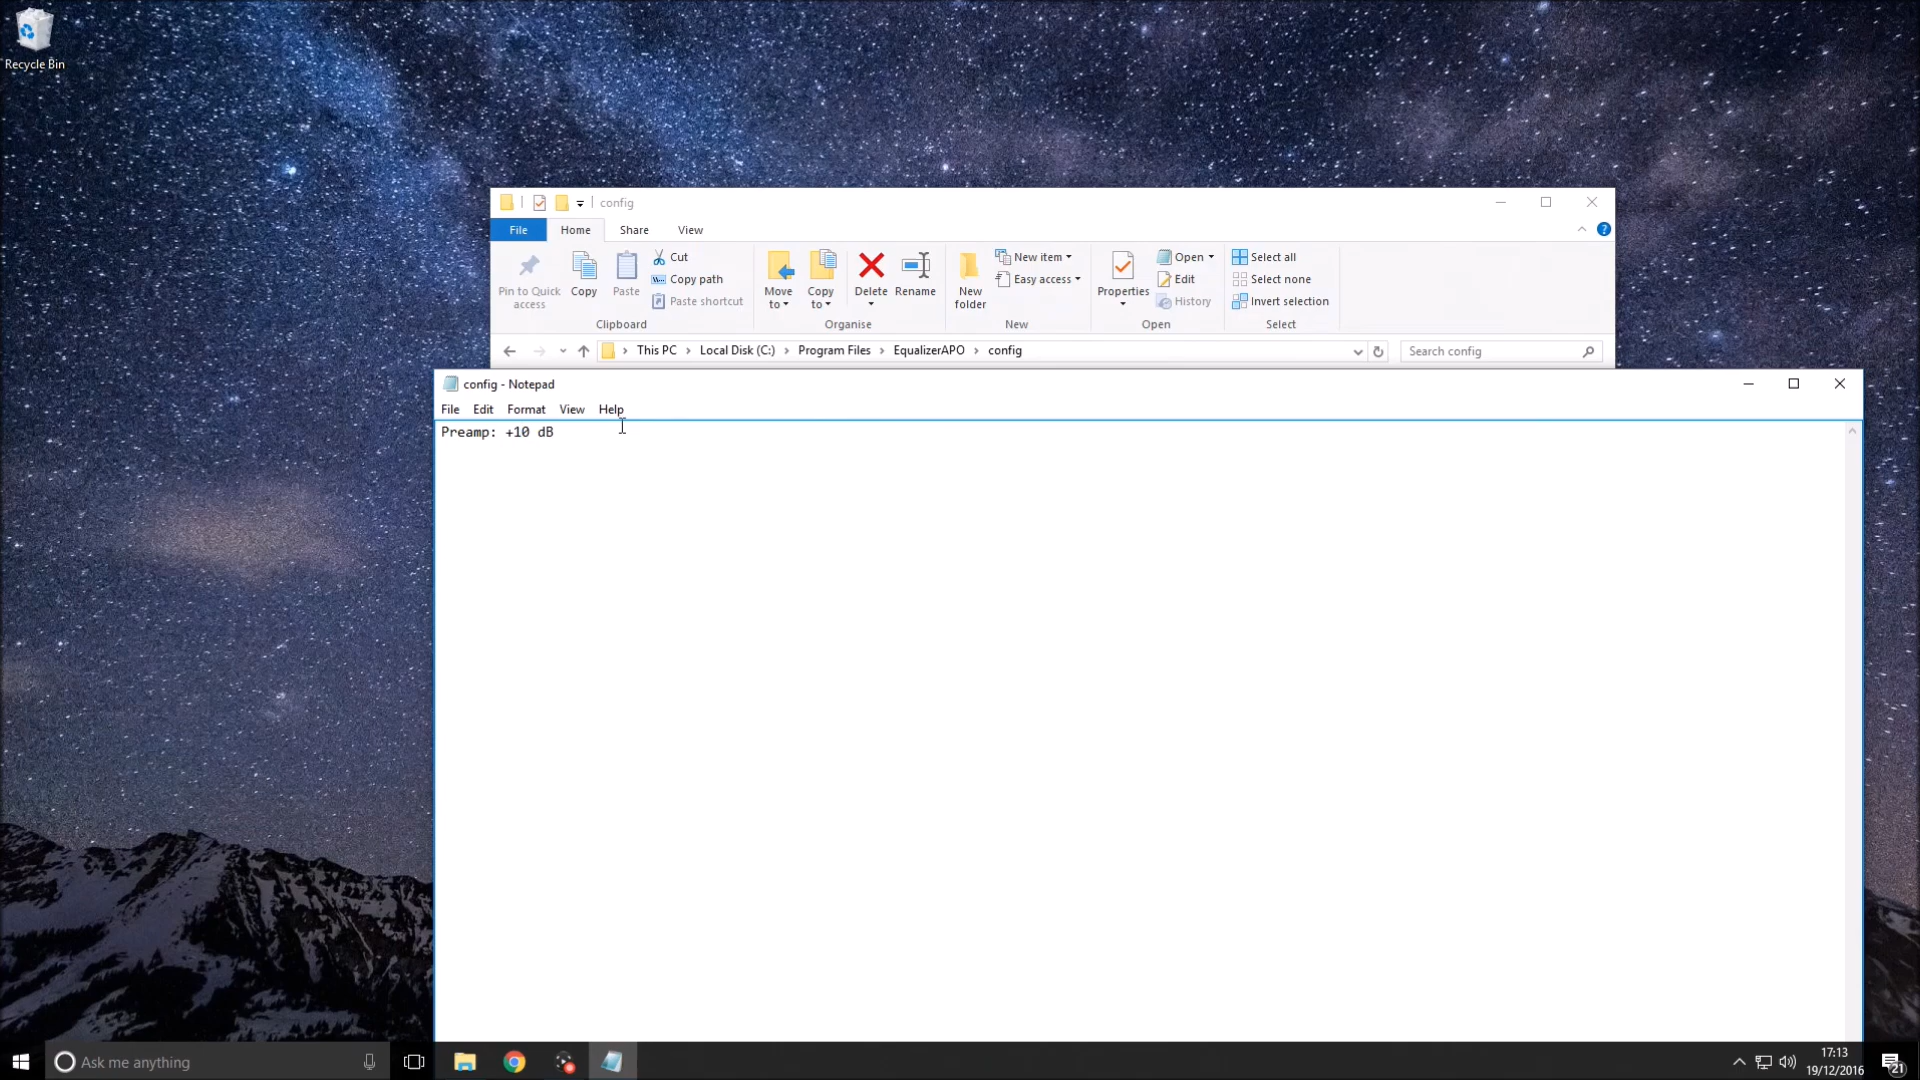 Recycle Bin
config
File Home Share View
Pin to Quick access
Copy
Paste
Cut
Copy path
Paste shortcut
Clipboard
Move to
Copy to
Delete
Rename
Organise
New folder
New item
Easy access
New
Properties
Open
Edit
History
Open
Select all
Select none
Invert selection
Select
This PC > Local Disk (C:) > Program Files > EqualizerAPO > config
Search config
config - Notepad
File Edit Format View Help
Preamp: +10 dB
Ask me anything
17:13
19/12/2016
21